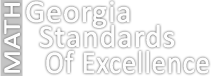 MATH
Georgia
Standards
Of Excellence